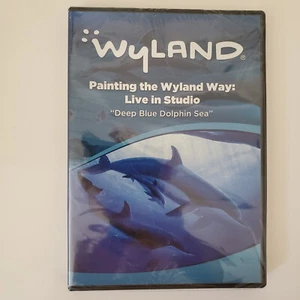 WYLAND®
Painting the Wyland Way:
Live in Studio
"Deep Blue Dolphin Sea"